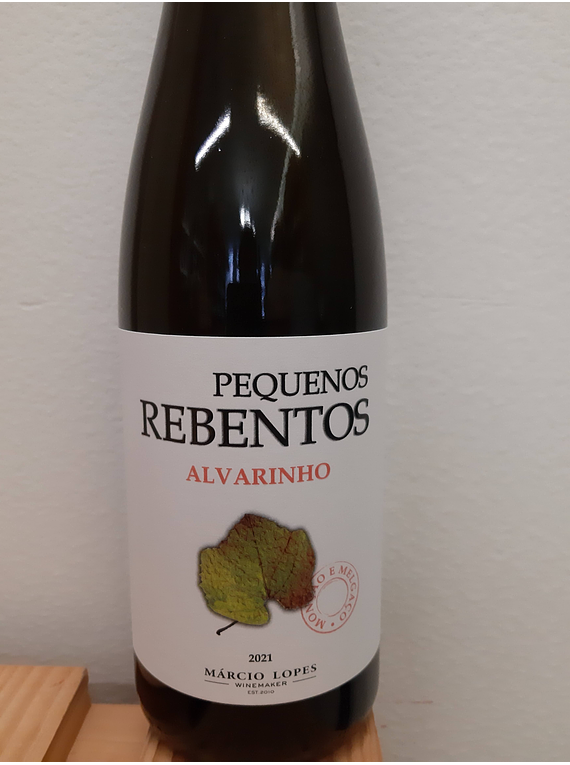 PEQUENOS
REBENTOS
ALVARINHO
MONÇÃO E MELGAÇO •
2021
MÁRCIO LOPES
WINEMAKER
EST. 2010